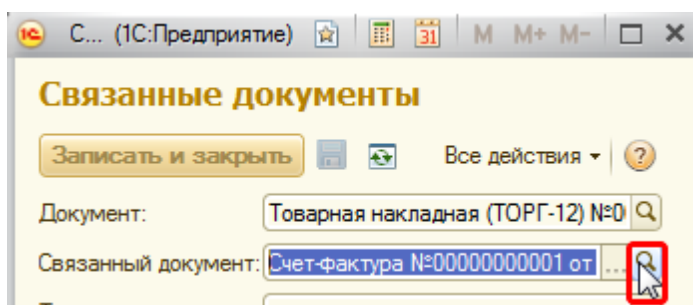 С... (1С:Предприятие) 31 M M+ M-
Связанные документы
Записать и закрыть Все действия ?
Документ: Товарная накладная (ТОРГ-12) №0
Связанный документ: Счет-фактура №00000000001 от ...